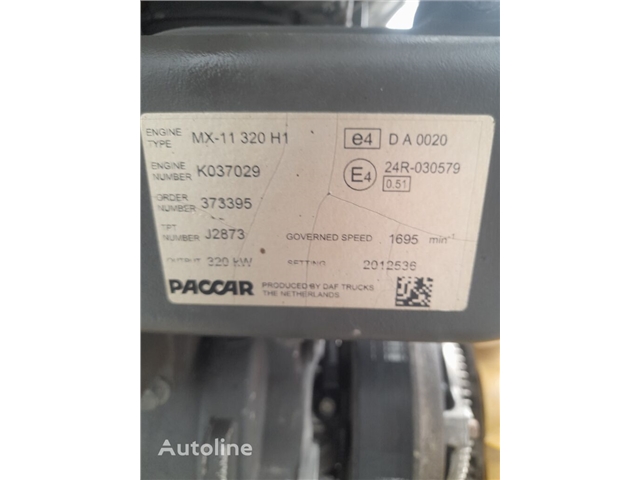 ENGINE TYPE MX-11 320 H1 e4 D A 0020
ENGINE NUMBER K037029 E4 24R-030579
0.51
ORDER NUMBER 373395
TPT NUMBER J2873 GOVERNED SPEED 1695 min⁻¹
OUTPUT 320 kW SETTING 2012536
PACCAR PRODUCED BY DAF TRUCKS
THE NETHERLANDS
Autoline